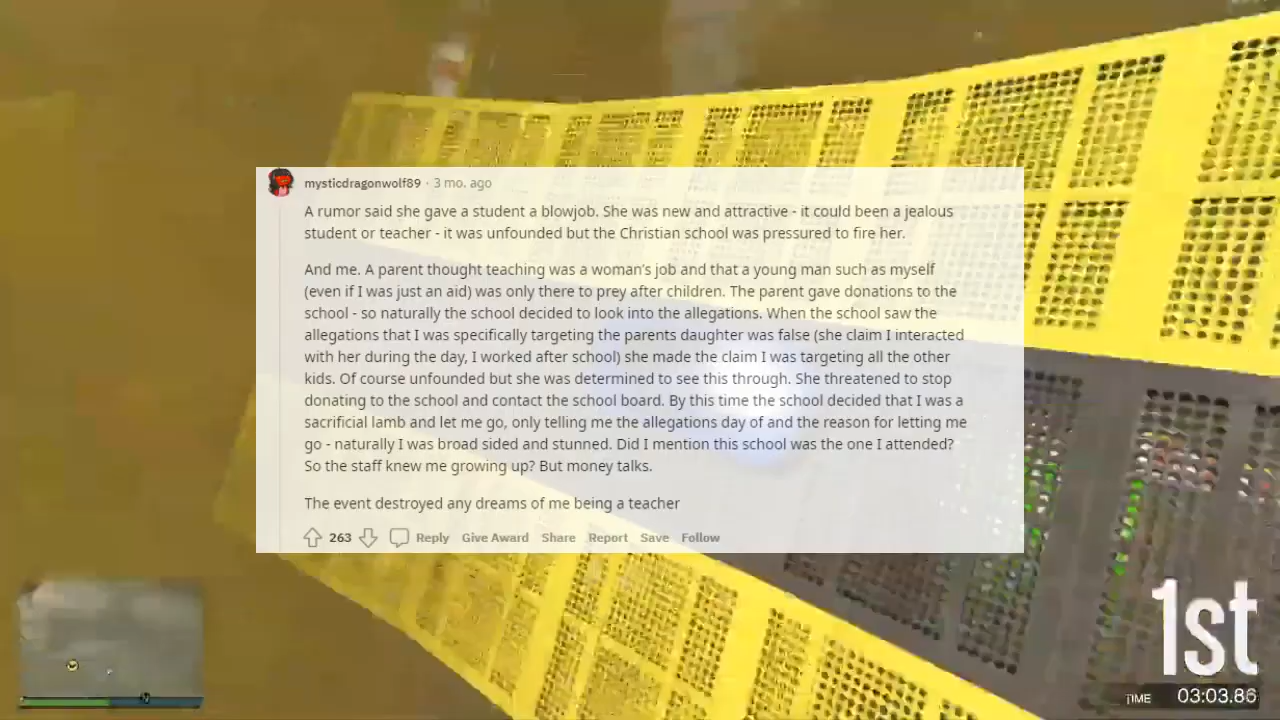 mysticdragonwolf89 · 3 mo. ago
A rumor said she gave a student a blowjob. She was new and attractive - it could been a jealous
student or teacher - it was unfounded but the Christian school was pressured to fire her.
And me. A parent thought teaching was a woman's job and that a young man such as myself
(even if I was just an aid) was only there to prey after children. The parent gave donations to the
school - so naturally the school decided to look into the allegations. When the school saw the
allegations that I was specifically targeting the parents daughter was false (she claim I interacted
with her during the day, I worked after school) she made the claim I was targeting all the other
kids. Of course unfounded but she was determined to see this through. She threatened to stop
donating to the school and contact the school board. By this time the school decided that I was a
sacrificial lamb and let me go, only telling me the allegations day of and the reason for letting me
go - naturally I was broad sided and stunned. Did I mention this school was the one I attended?
So the staff knew me growing up? But money talks.
The event destroyed any dreams of me being a teacher
263 Reply Give Award Share Report Save Follow
1st
TIME 03:03.86